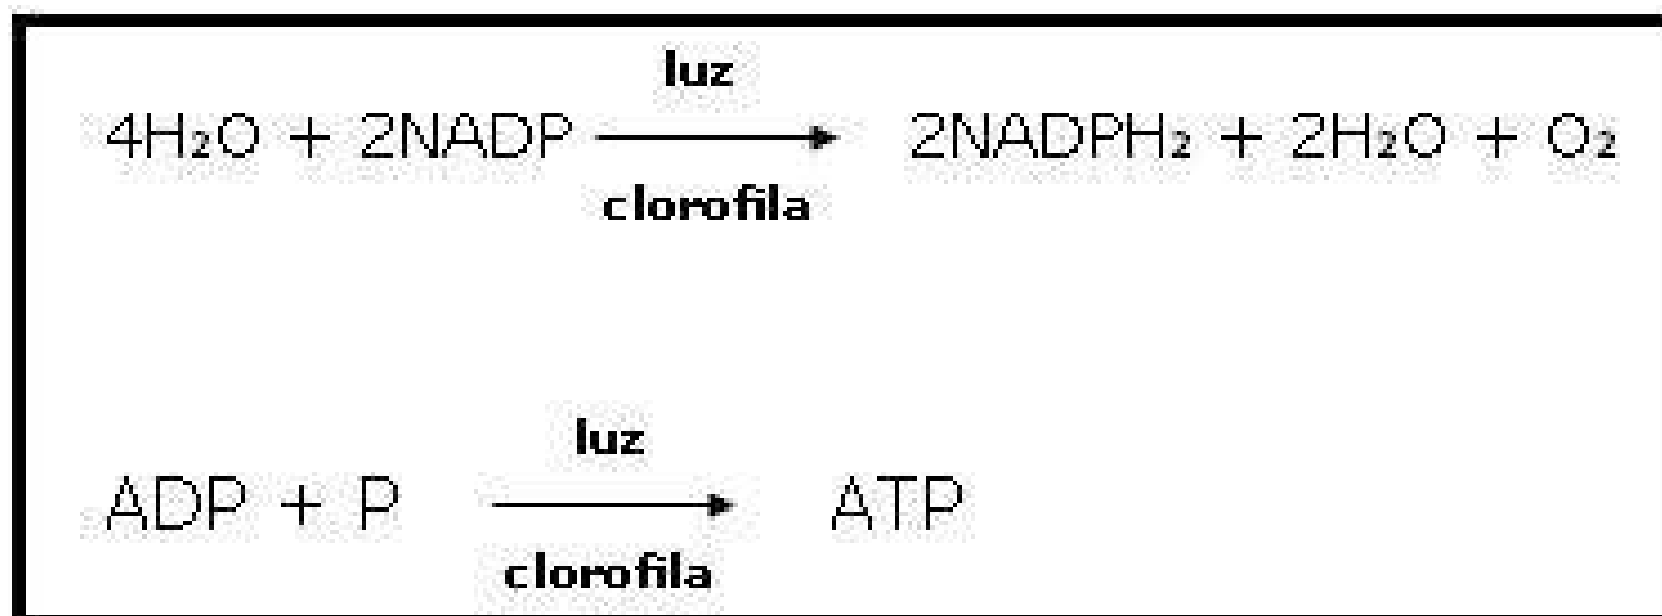 luz
4H₂O + 2NADP → 2NADPH₂ + 2H₂O + O₂
clorofila
luz
ADP + P → ATP
clorofila